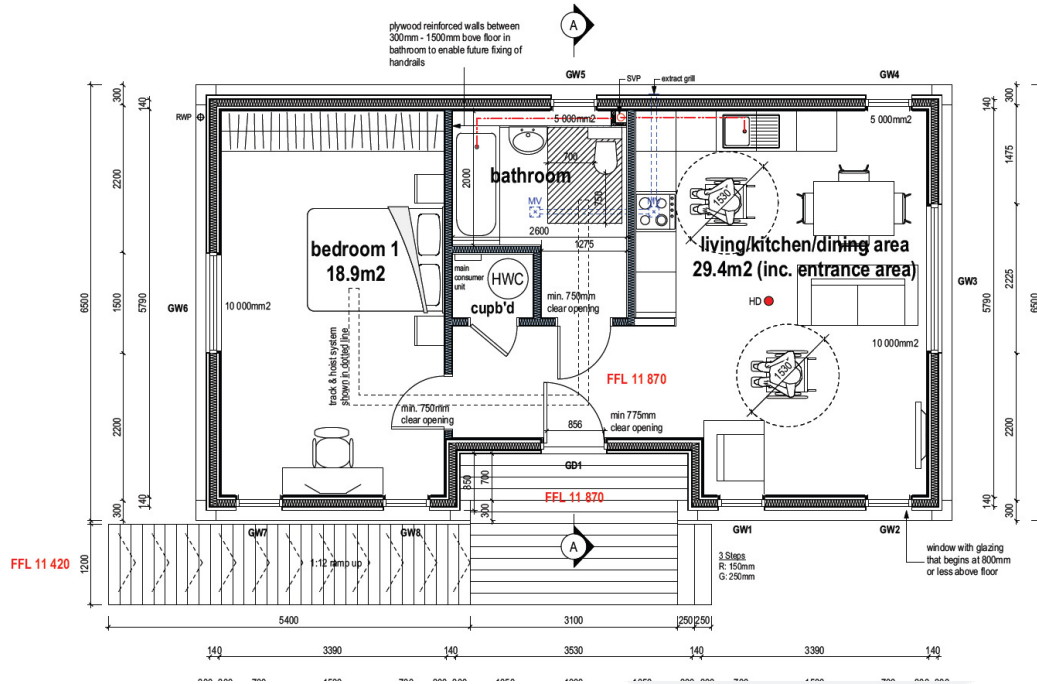 plywood reinforced walls between
300mm - 1500mm bove floor in
bathroom to enable future fixing of
handrails
A
GW5
SVP
extract grill
GW4
300
140
RWP
5 000mm2
5 000mm2
140
300
2200
2000
bathroom
700
750
MV
MV
1530
1475
2600
1275
bedroom 1
18.9m2
living/kitchen/dining area
29.4m2 (inc. entrance area)
main
consumer
unit
HWC
cupb'd
min. 750mm
clear opening
HD
GW3
2225
6500
5790
1500
GW6
10 000mm2
5790
6500
10 000mm2
track & hoist system
shown in dotted line
FFL 11 870
1530
min. 750mm
clear opening
856
min 775mm
clear opening
2200
2200
GD1
850
700
FFL 11 870
140
300
300
140
300
GW7
GW8
GW1
GW2
A
FFL 11 420
1200
1:12 ramp up
3 Steps
R: 150mm
G: 250mm
window with glazing
that begins at 800mm
or less above floor
5400
3100
250
250
140
3390
140
3530
140
3390
140